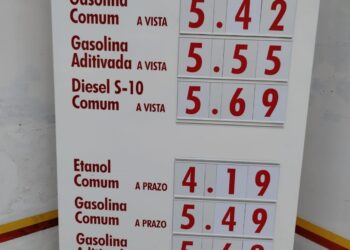 Gasolina
Comum A VISTA 5.42
Gasolina
Aditivada A VISTA 5.55
Diesel S-10
Comum A VISTA 5.69
Etanol
Comum A PRAZO 4.19
Gasolina
Comum A PRAZO 5.49
Gasolina